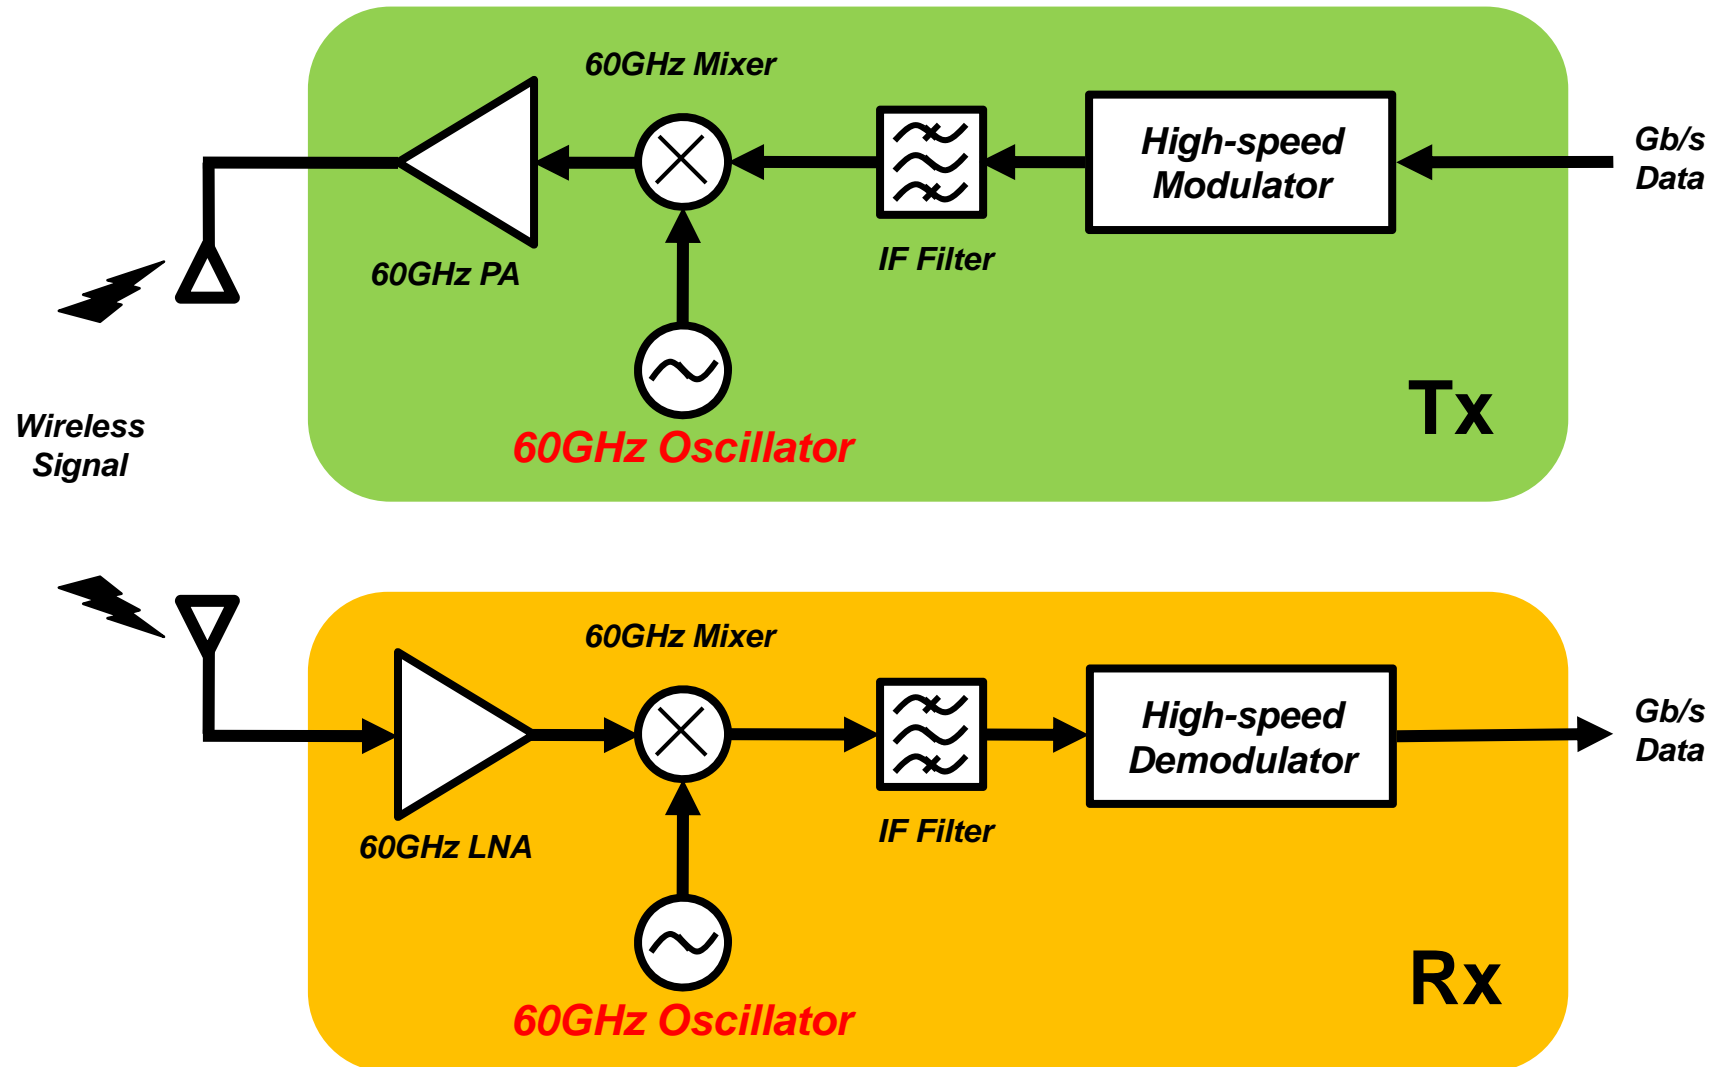 60GHz Mixer
High-speed
Modulator
Gb/s
Data
60GHz PA
IF Filter
60GHz Oscillator
Tx
Wireless
Signal
60GHz Mixer
High-speed
Demodulator
Gb/s
Data
60GHz LNA
IF Filter
60GHz Oscillator
Rx